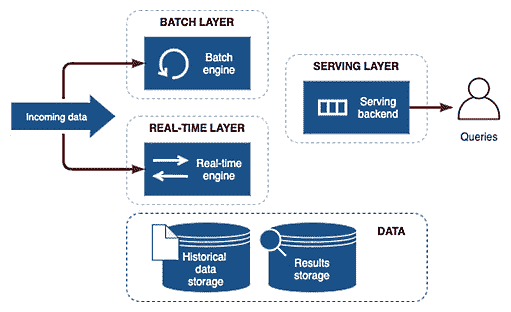 BATCH LAYER
Batch
engine
SERVING LAYER
Serving
backend
Incoming data
Queries
REAL-TIME LAYER
Real-time
engine
DATA
Historical
data
storage
Results
storage